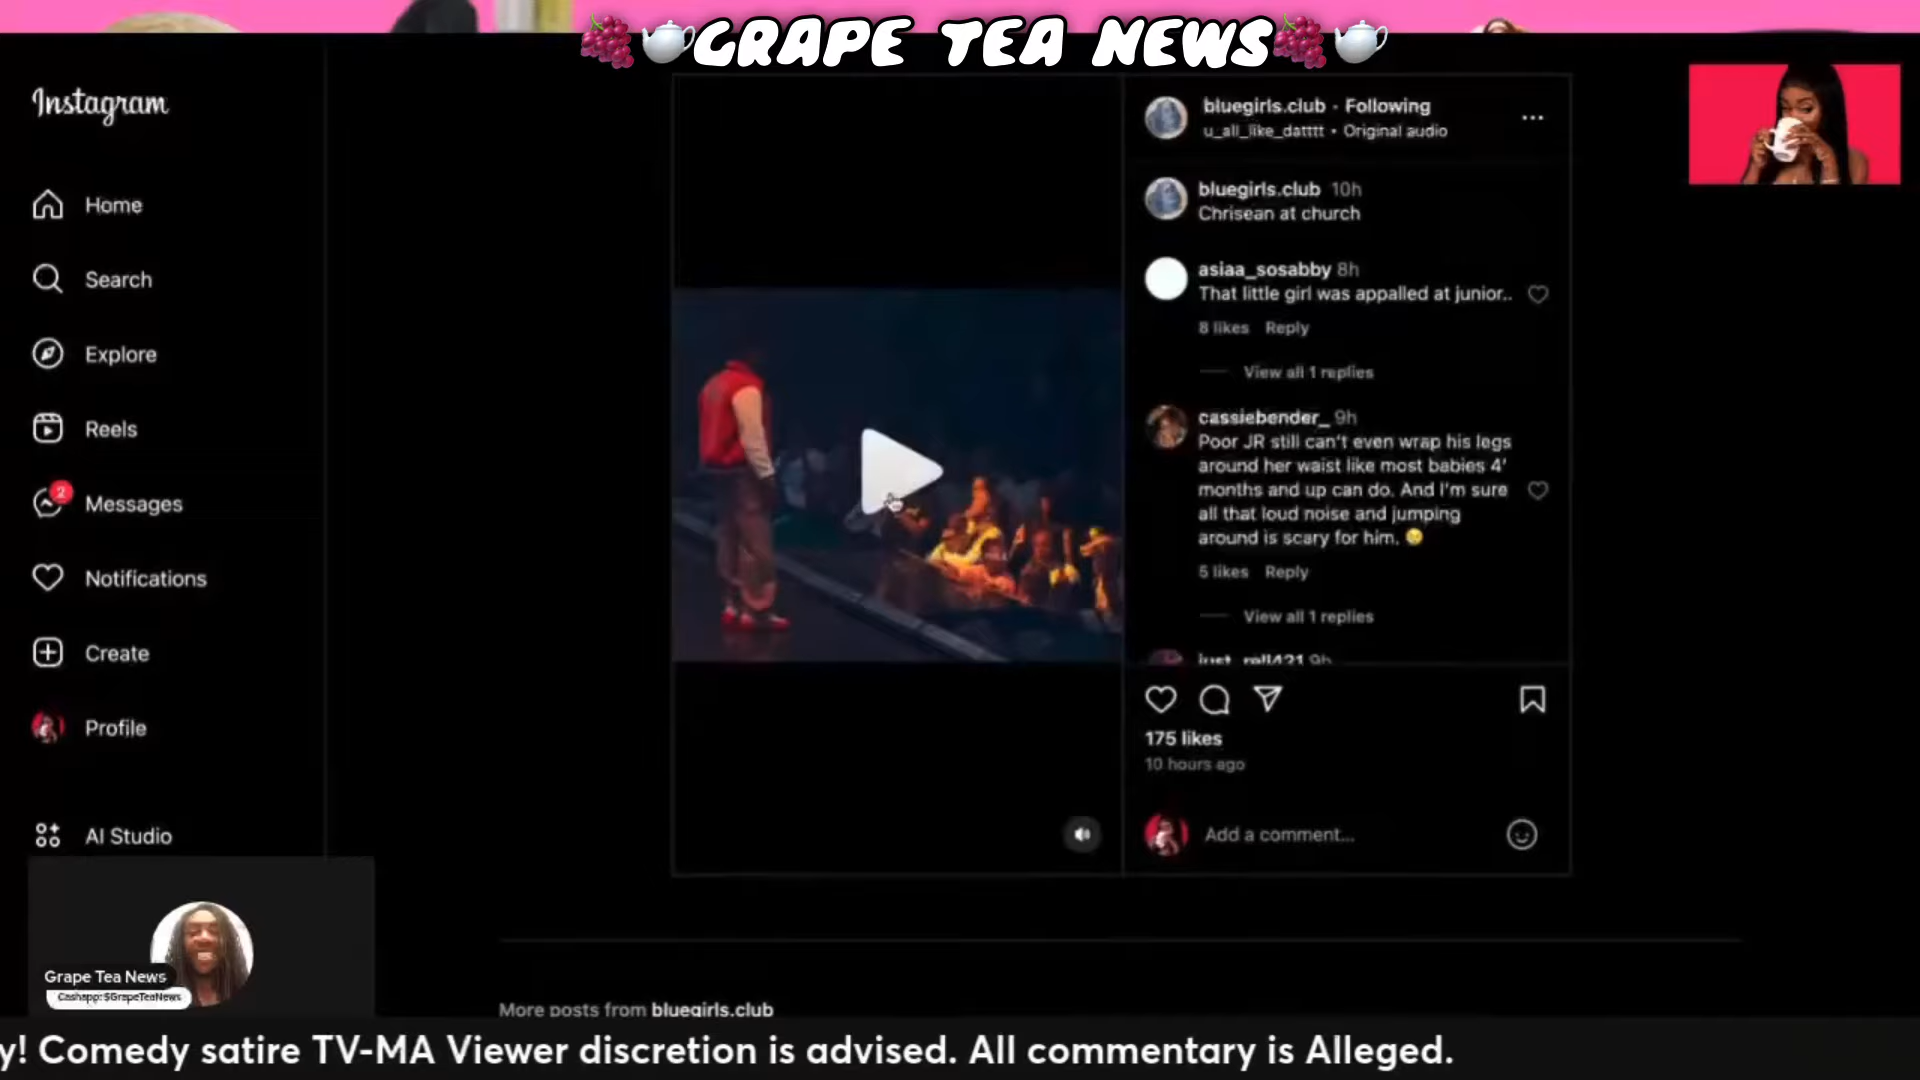 🍇🫖GRAPE TEA NEWS🍇🫖
Instagram
Home
Search
Explore
Reels
2
Messages
Notifications
Create
Profile
AI Studio
Grape Tea News
Cashapp: $GrapeTeaNews
bluegirls.club · Following
u_all_like_datttt • Original audio
bluegirls.club 10h
Chrisean at church
asiaa_sosabby 8h
That little girl was appalled at junior..
8 likes Reply
View all 1 replies
cassiebender_ 9h
Poor JR still can't even wrap his legs
around her waist like most babies 4'
months and up can do. And I'm sure
all that loud noise and jumping
around is scary for him. 😢
5 likes Reply
View all 1 replies
9h
175 likes
10 hours ago
Add a comment...
More posts from bluegirls.club
y! Comedy satire TV-MA Viewer discretion is advised. All commentary is Alleged.